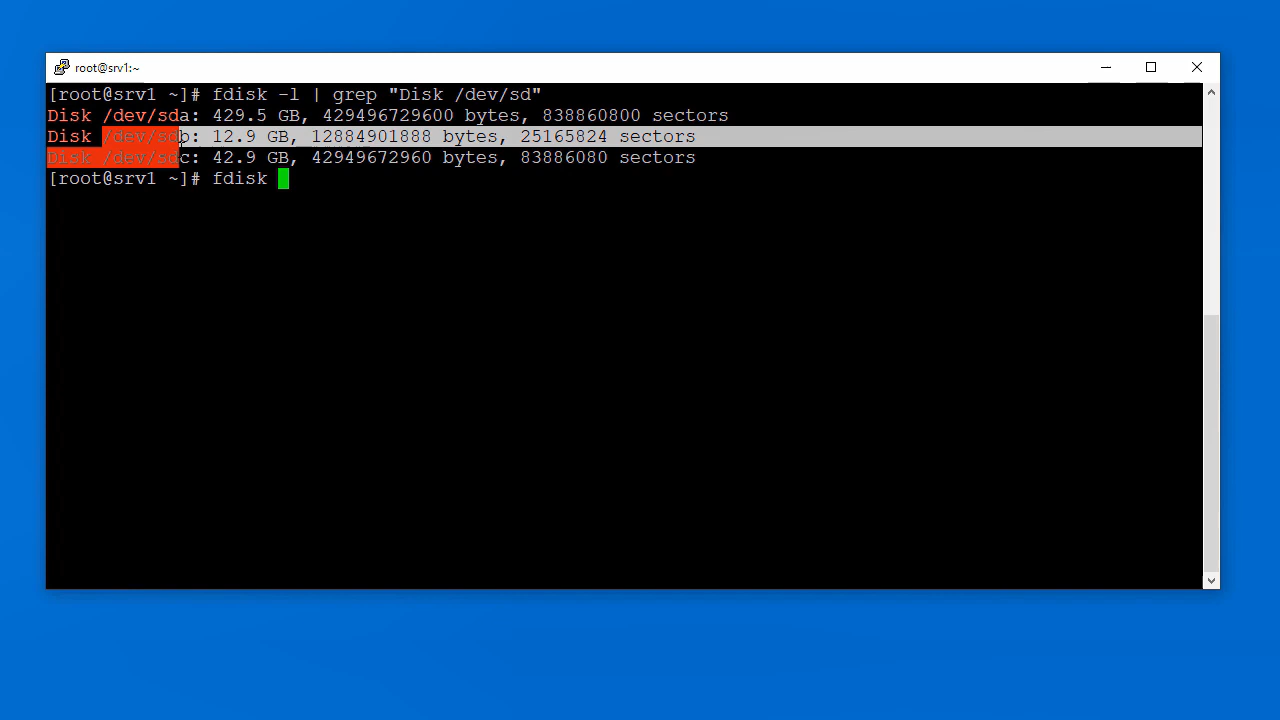 root@srv1:~
[root@srv1 ~]# fdisk -l | grep "Disk /dev/sd"
Disk /dev/sda: 429.5 GB, 429496729600 bytes, 838860800 sectors
Disk /dev/sdb: 12.9 GB, 12884901888 bytes, 25165824 sectors
Disk /dev/sdc: 42.9 GB, 42949672960 bytes, 83886080 sectors
[root@srv1 ~]# fdisk